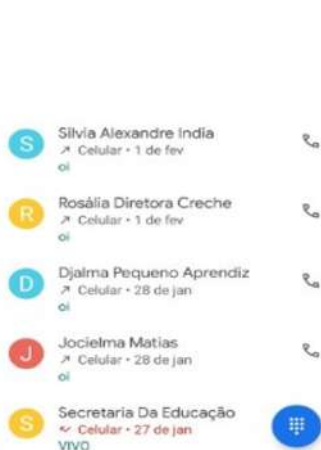 S
Silvia Alexandre India
Celular • 1 de fev
oi
R
Rosália Diretora Creche
Celular • 1 de fev
oi
D
Djalma Pequeno Aprendiz
Celular • 28 de jan
oi
J
Jocielma Matias
Celular • 28 de jan
oi
S
Secretaria Da Educação
Celular • 27 de jan
VIVO